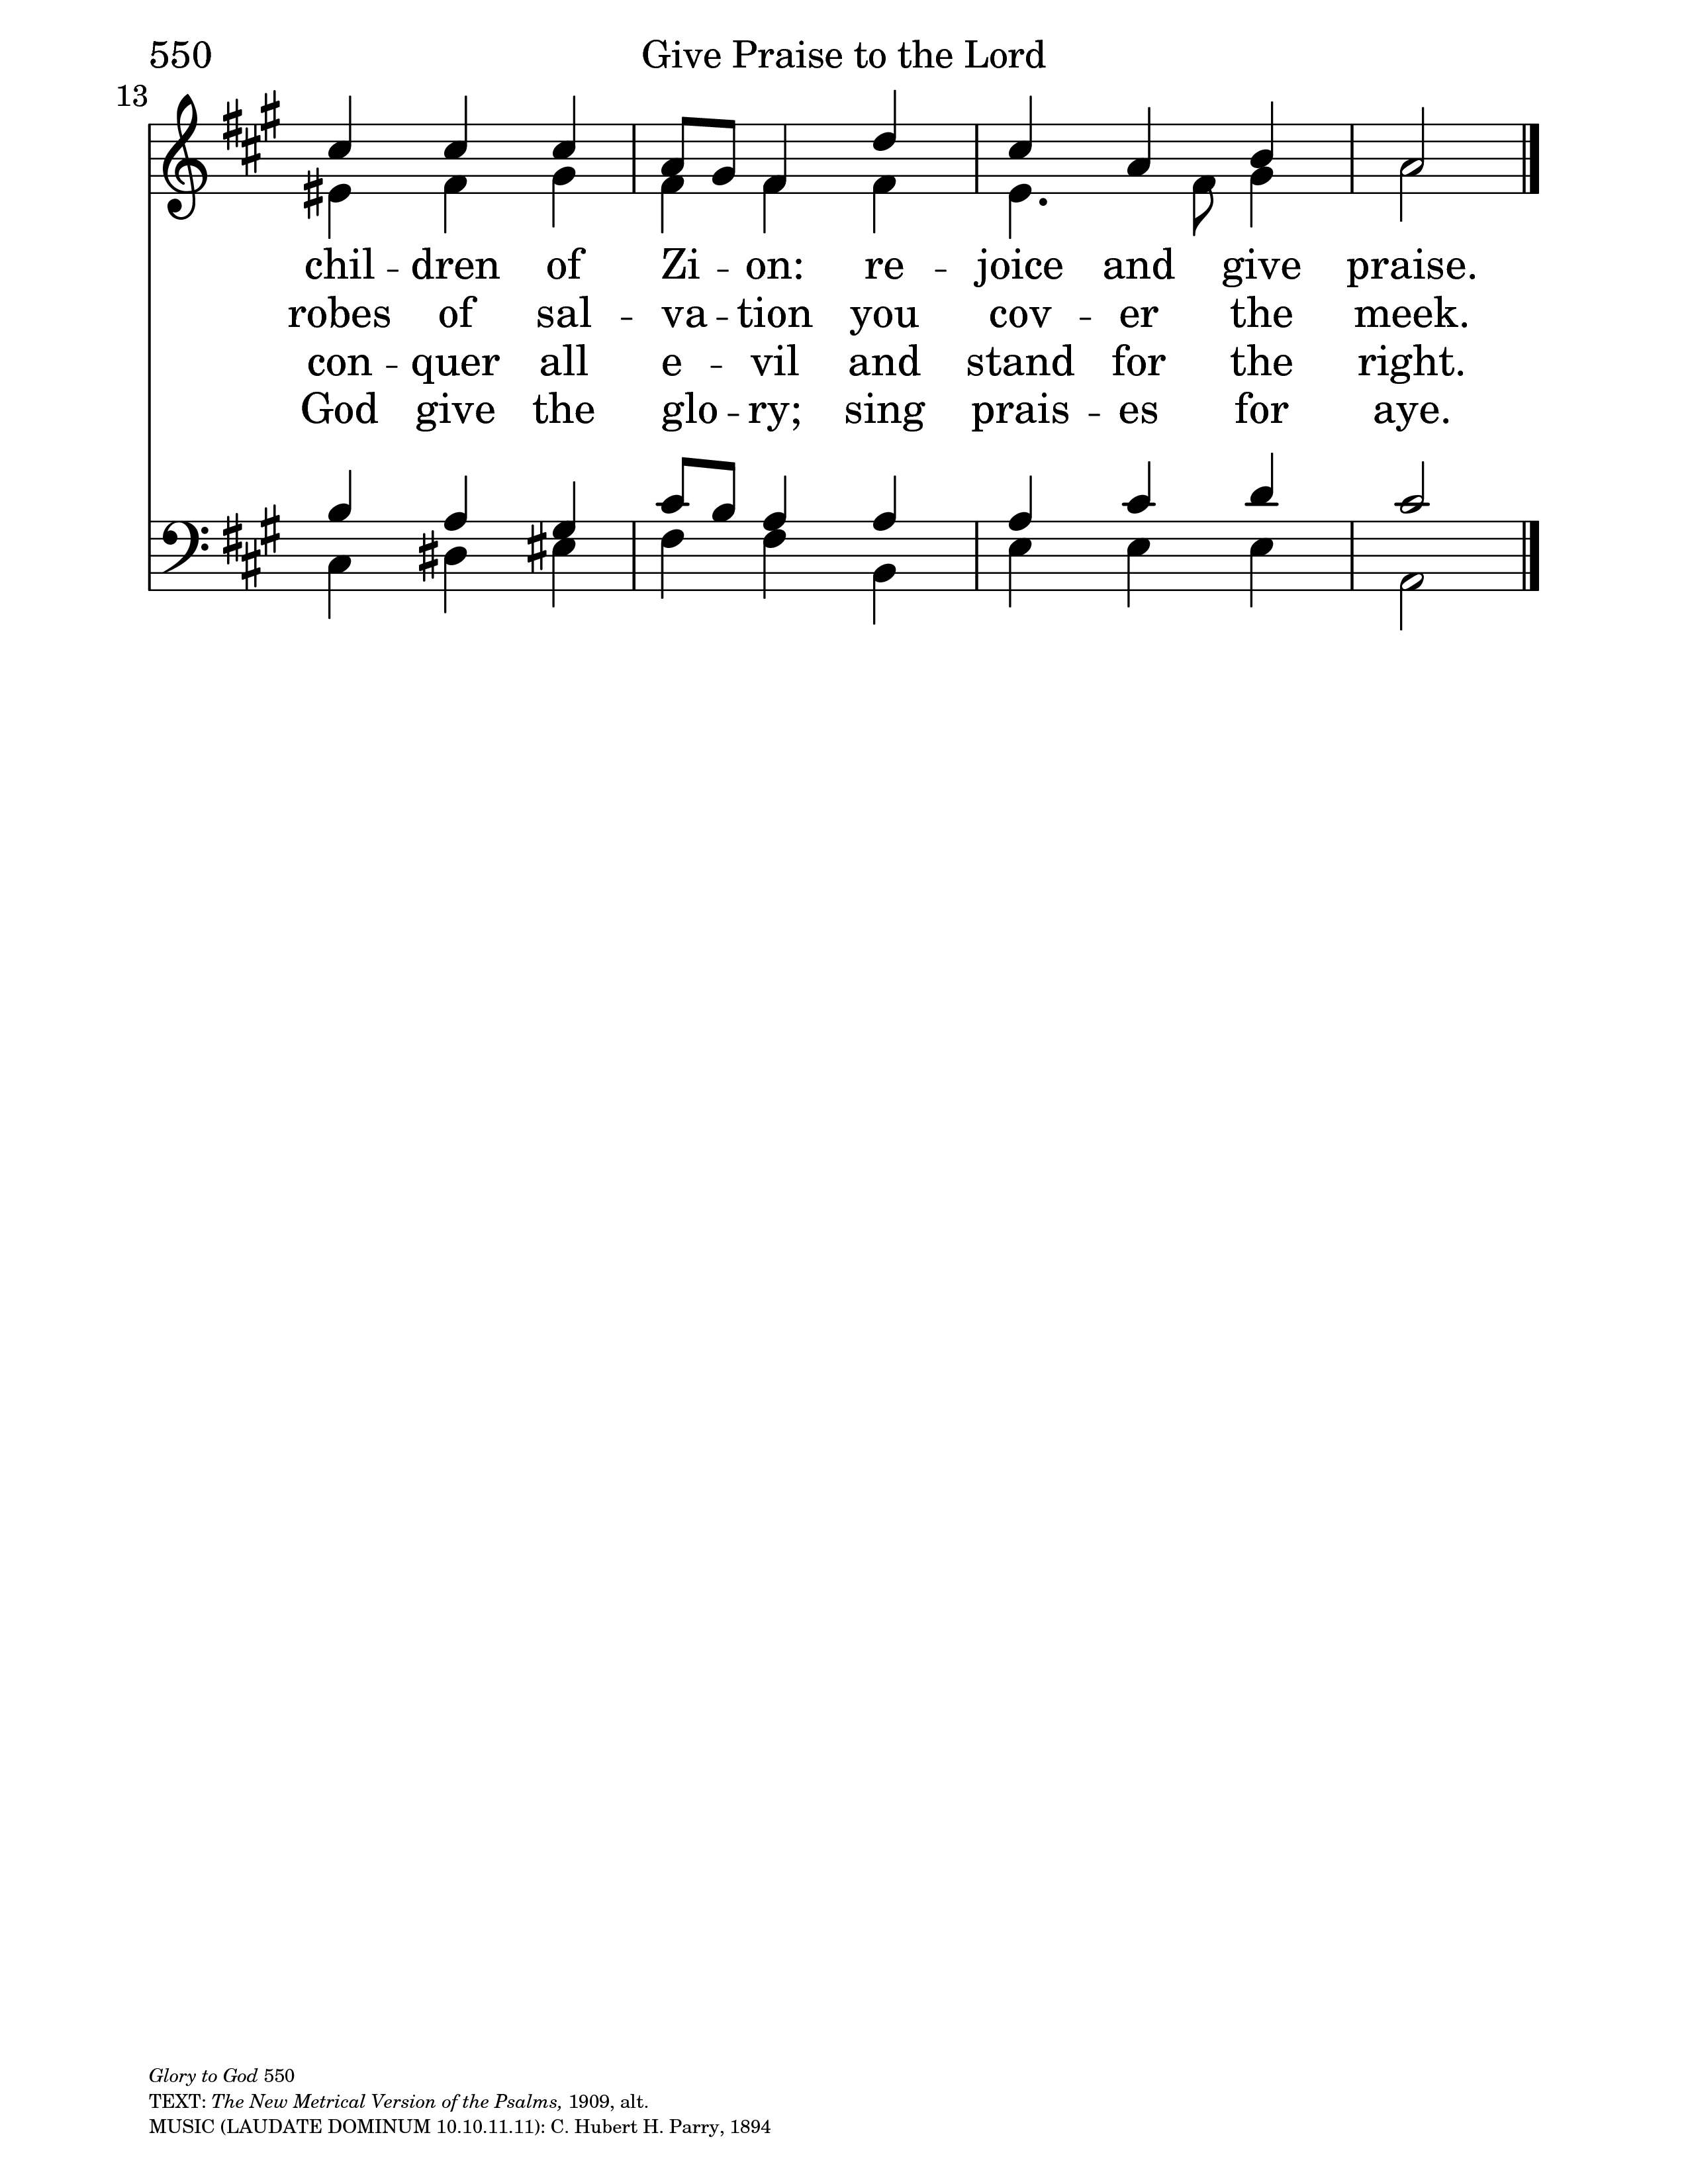 550 Give Praise to the Lord
13
chil - dren of Zi - on: re - joice and give praise.
robes of sal - va - tion you cov - er the meek.
con - quer all e - vil and stand for the right.
God give the glo - ry; sing prais - es for aye.
Glory to God 550
TEXT: The New Metrical Version of the Psalms, 1909, alt.
MUSIC (LAUDATE DOMINUM 10.10.11.11): C. Hubert H. Parry, 1894